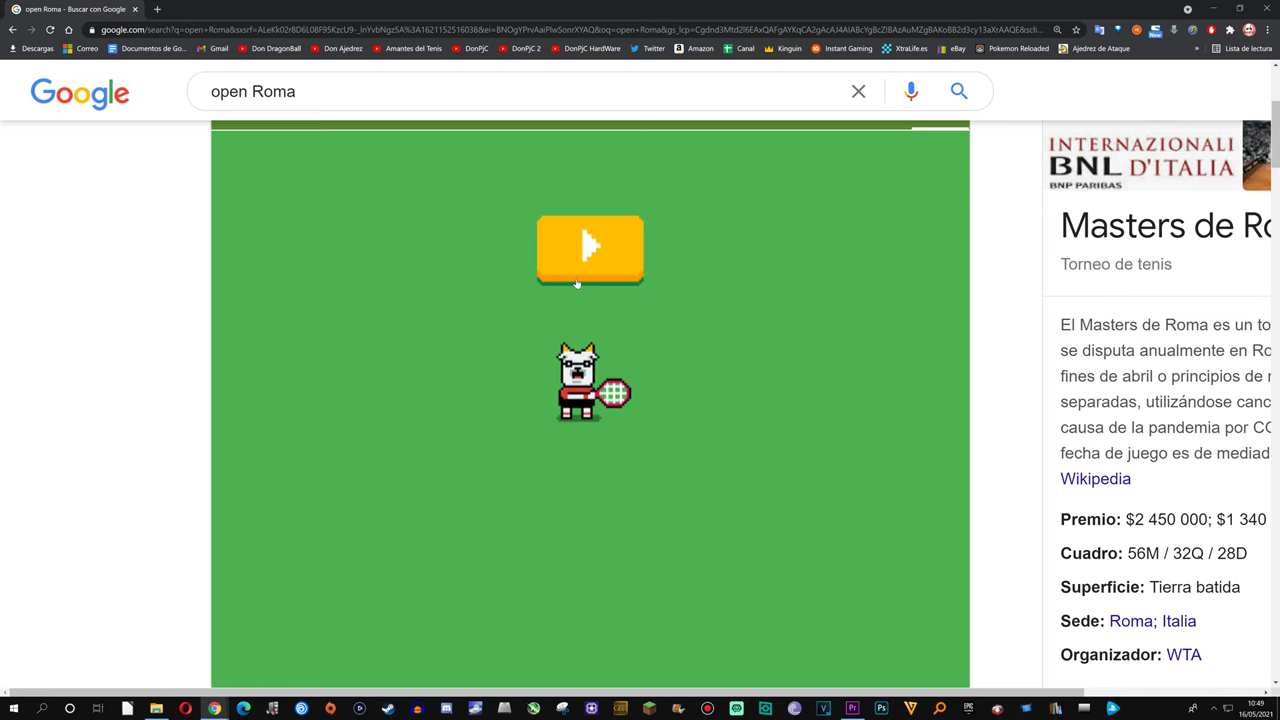 open Roma - Buscar con Google
Descargas
Correo
Documentos de Go...
Gmail
Don DragonBall
Don Ajedrez
Amantes del Tenis
DonPjC
DonPjC 2
DonPjC HardWare
Twitter
Amazon
Canal
Kinguin
Instant Gaming
XtraLife.es
eBay
Pokemon Reloaded
Ajedrez de Ataque
»
Lista de lectura
Google
open Roma
INTERNAZIONALI
BNL D'ITALIA
BNP PARIBAS
Masters de Ro
Torneo de tenis
El Masters de Roma es un to
se disputa anualmente en Ro
fines de abril o principios de
separadas, utilizándose canc
causa de la pandemia por CO
fecha de juego es de mediad
Wikipedia
Premio: $2 450 000; $1 340
Cuadro: 56M / 32Q / 28D
Superficie: Tierra batida
Sede: Roma; Italia
Organizador: WTA
10:49
16/05/2021